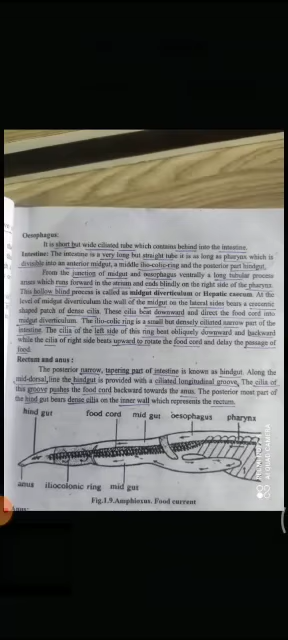 Oesophagus:
It is short but wide ciliated tube which contains behind into the intestine.
Intestine: The intestine is a very long but straight tube it is as long as pharynx which is
divisible into an anterior midgut, a middle ilio-colic-ring and the posterior part hindgut.
From the junction of midgut and oesophagus ventrally a long tubular process
arises which runs forward in the atrium and ends blindly on the right side of the pharynx.
This hollow blind process is called as midgut diverticulum or Hepatic caecum. At the
level of midgut diverticulum the wall of the midgut on the lateral sides bears a crescentic
shaped patch of dense cilia. These cilia beat downward and direct the food cord into
midgut diverticulum. The ilio-colic ring is a small but densely ciliated narrow part of the
intestine. The cilia of the left side of this ring beat obliquely downward and backward
while the cilia of right side beats upward to rotate the food cord and delay the passage of
food.
Rectum and anus :
The posterior narrow, tapering part of intestine is known as hindgut. Along the
mid-dorsal line the hindgut is provided with a ciliated longitudinal groove. The cilia of
this groove pushes the food cord backward towards the anus. The posterior most part of
the hind gut bears dense cilia on the inner wall which represents the rectum.
hind gut food cord mid gut oesophagus pharynx
anus iliocolonic ring mid gut
Fig.1.9.Amphioxus. Food current
Anus:
AI QUAD CAMERA